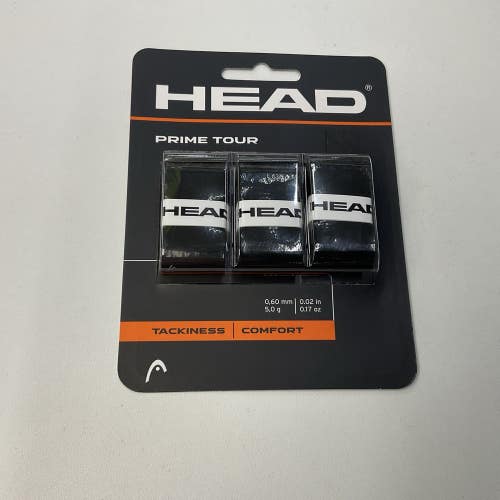 HEAD®
PRIME TOUR
HEAD HEAD HEAD
0,60 mm | 0.02 in
5,0 g | 0.17 oz
TACKINESS | COMFORT